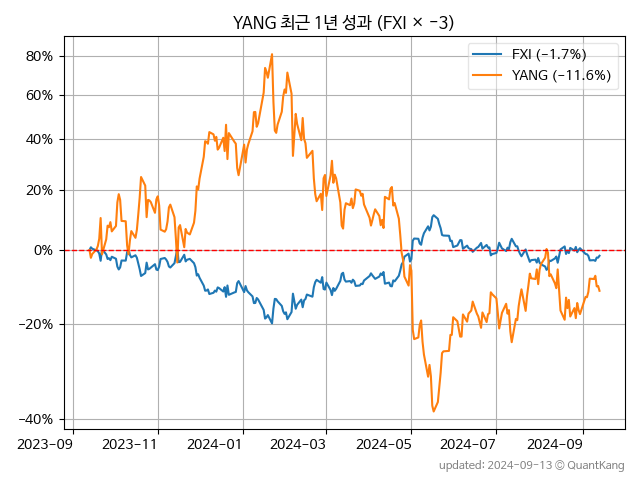 YANG 최근 1년 성과 (FXI × −3)
FXI (−1.7%)
YANG (−11.6%)
80%
60%
40%
20%
0%
−20%
−40%
2023-09 2023-11 2024-01 2024-03 2024-05 2024-07 2024-09
updated: 2024-09-13 ⓒ QuantKang